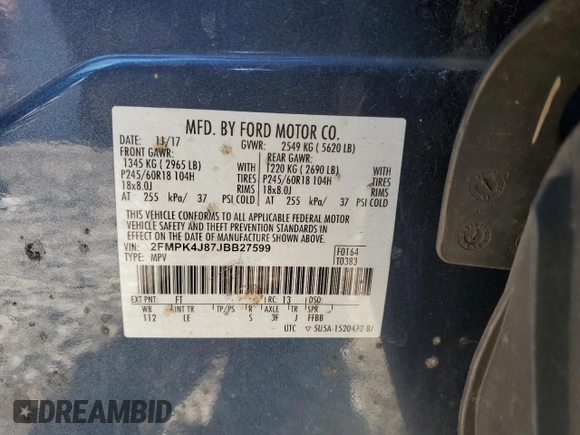 MFD. BY FORD MOTOR CO.
DATE: 11/17 GVWR: 2549 KG ( 5620 LB)
FRONT GAWR: REAR GAWR:
1345 KG ( 2965 LB) WITH 1220 KG ( 2690 LB) WITH
P245/60R18 104H TIRES P245/60R18 104H TIRES
18x8.0J RIMS 18x8.0J RIMS
AT 255 kPa/ 37 PSI COLD AT 255 kPa/ 37 PSI COLD
THIS VEHICLE CONFORMS TO ALL APPLICABLE FEDERAL MOTOR
VEHICLE SAFETY AND THEFT PREVENTION STANDARDS
IN EFFECT ON THE DATE OF MANUFACTURE SHOWN ABOVE.
VIN: 2FMPK4J87JBB27599 F0164
TYPE: MPV T0383
EXT PNT: FT RC: 13 DSO:
WB INT TR TP/PS R AXLE TR SPR
112 LE S 3F J FFBB
UTC ▽ 5U5A-1520472-BA
DREAMBID